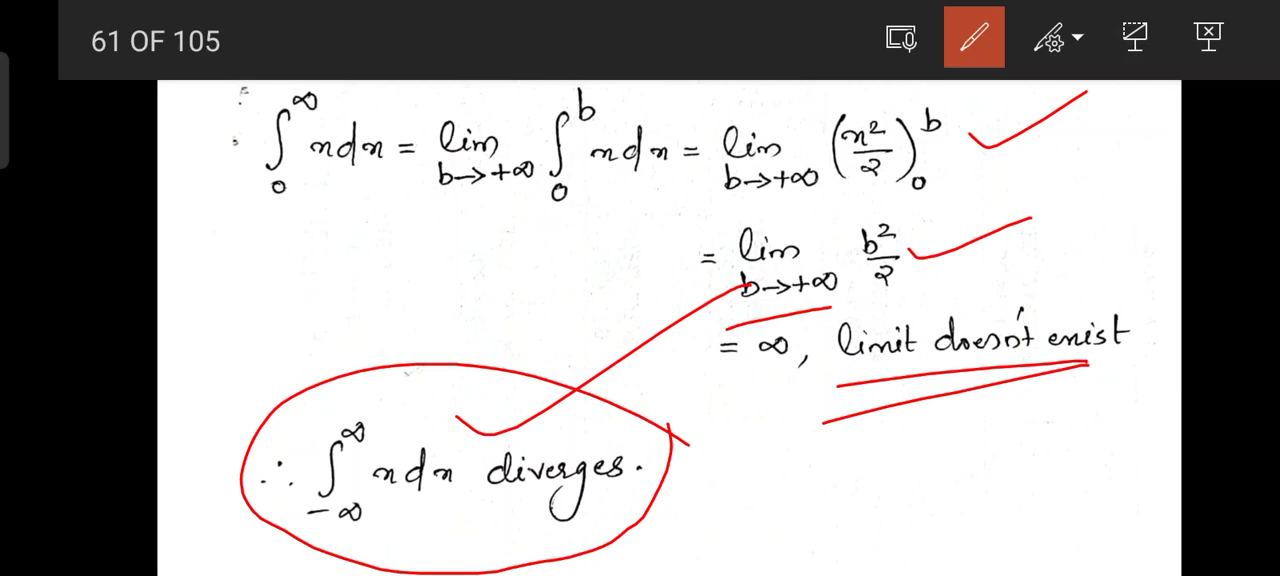 61 OF 105
∴ ∫₀^∞ x dx = lim_{b→+∞} ∫₀^b x dx = lim_{b→+∞} (x²/2)₀^b
= lim_{b→+∞} b²/2
= ∞, limit doesn't exist
∴ ∫_{-∞}^∞ x dx diverges.